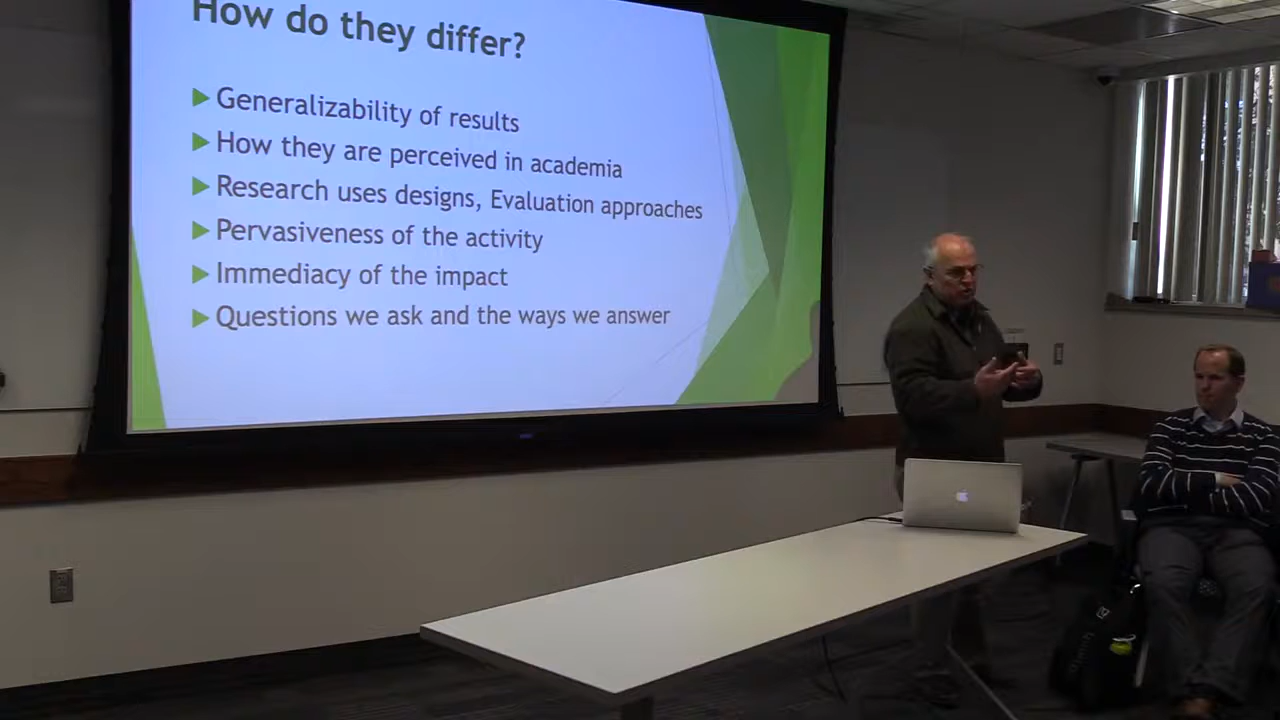 How do they differ?
Generalizability of results
How they are perceived in academia
Research uses designs, Evaluation approaches
Pervasiveness of the activity
Immediacy of the impact
Questions we ask and the ways we answer